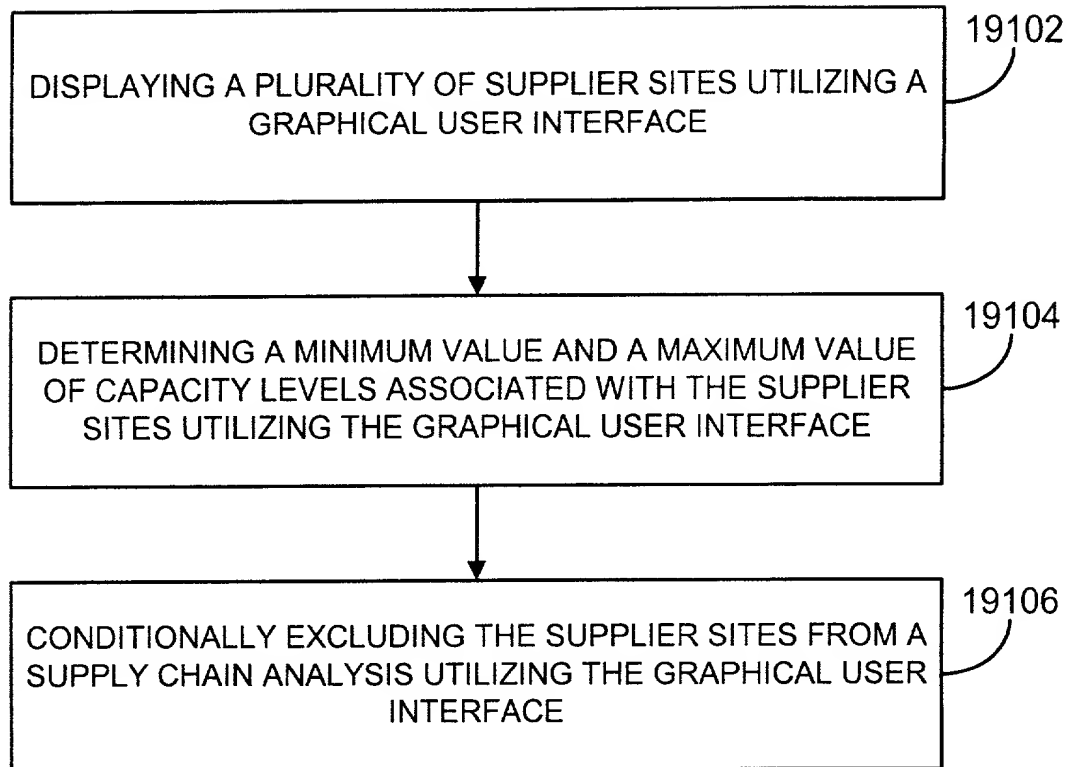 19102
DISPLAYING A PLURALITY OF SUPPLIER SITES UTILIZING A
GRAPHICAL USER INTERFACE
19104
DETERMINING A MINIMUM VALUE AND A MAXIMUM VALUE
OF CAPACITY LEVELS ASSOCIATED WITH THE SUPPLIER
SITES UTILIZING THE GRAPHICAL USER INTERFACE
19106
CONDITIONALLY EXCLUDING THE SUPPLIER SITES FROM A
SUPPLY CHAIN ANALYSIS UTILIZING THE GRAPHICAL USER
INTERFACE